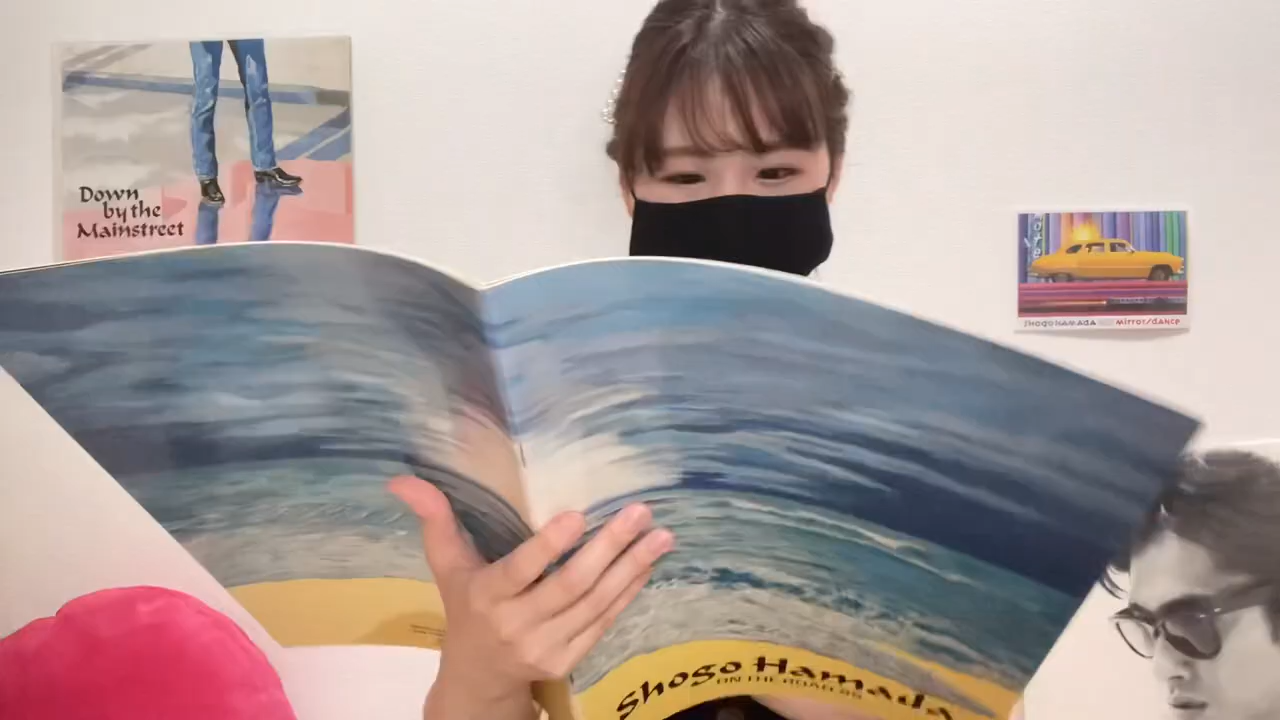 Down
by the
Mainstreet
SHOGO HAMADA
Mirror/dance
Shogo Hamada
ON THE ROAD